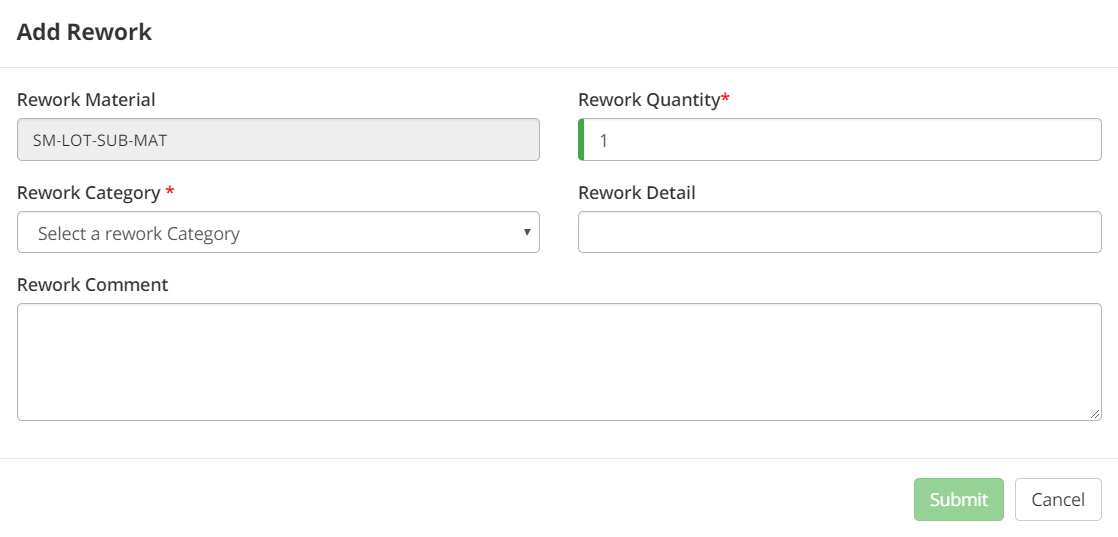 Add Rework
Rework Material
Rework Quantity*
SM-LOT-SUB-MAT
1
Rework Category *
Rework Detail
Select a rework Category
Rework Comment
Submit
Cancel